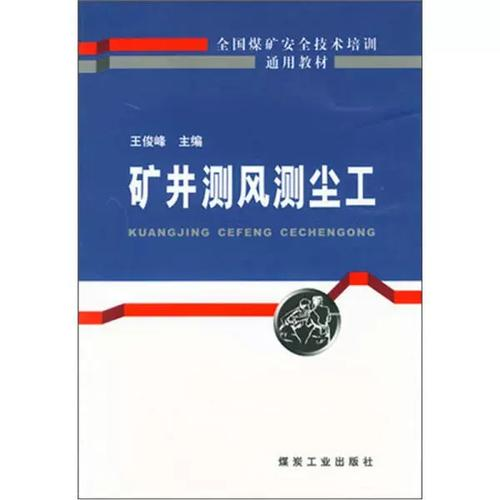 全国煤矿安全技术培训
通用教材
王俊峰 主编
矿井测风测尘工
KUANGJING CEFENG CECHENGONG
煤炭工业出版社